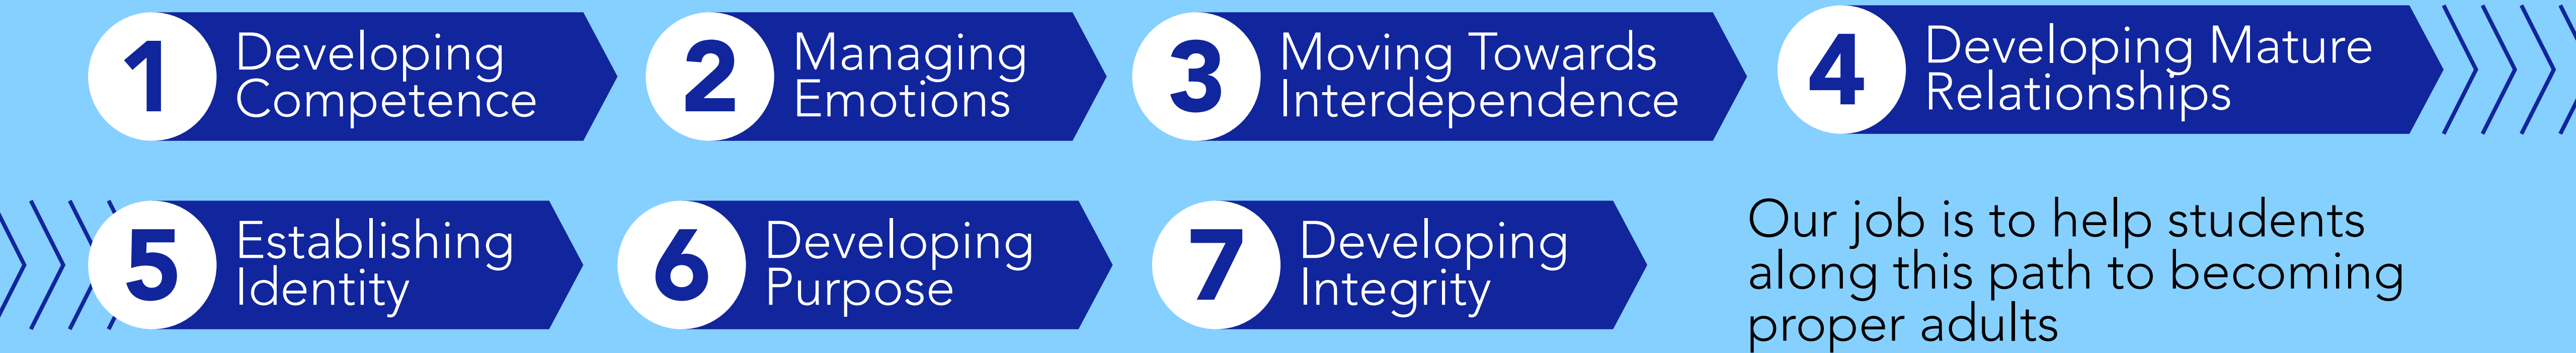 1 Developing
Competence
2 Managing
Emotions
3 Moving Towards
Interdependence
4 Developing Mature
Relationships
5 Establishing
Identity
6 Developing
Purpose
7 Developing
Integrity
Our job is to help students
along this path to becoming
proper adults